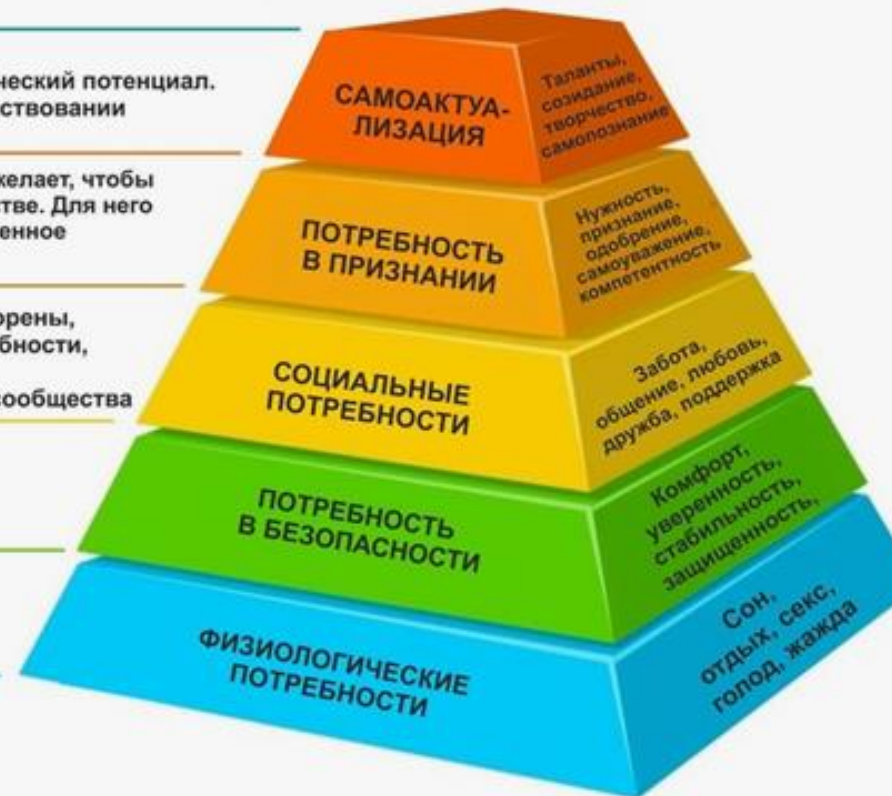 ческий потенциал.
ствовании
желает, чтобы
стве. Для него
енное
орены,
бности,
сообщества
САМОАКТУА-
ЛИЗАЦИЯ
Таланты,
созидание,
творчество,
самопознание
ПОТРЕБНОСТЬ
В ПРИЗНАНИИ
Нужность,
признание,
одобрение,
самоуважение,
компетентность
СОЦИАЛЬНЫЕ
ПОТРЕБНОСТИ
Забота,
общение, любовь,
дружба, поддержка
ПОТРЕБНОСТЬ
В БЕЗОПАСНОСТИ
Комфорт,
уверенность,
стабильность,
защищенность,
ФИЗИОЛОГИЧЕСКИЕ
ПОТРЕБНОСТИ
Сон,
отдых, секс,
голод, жажда